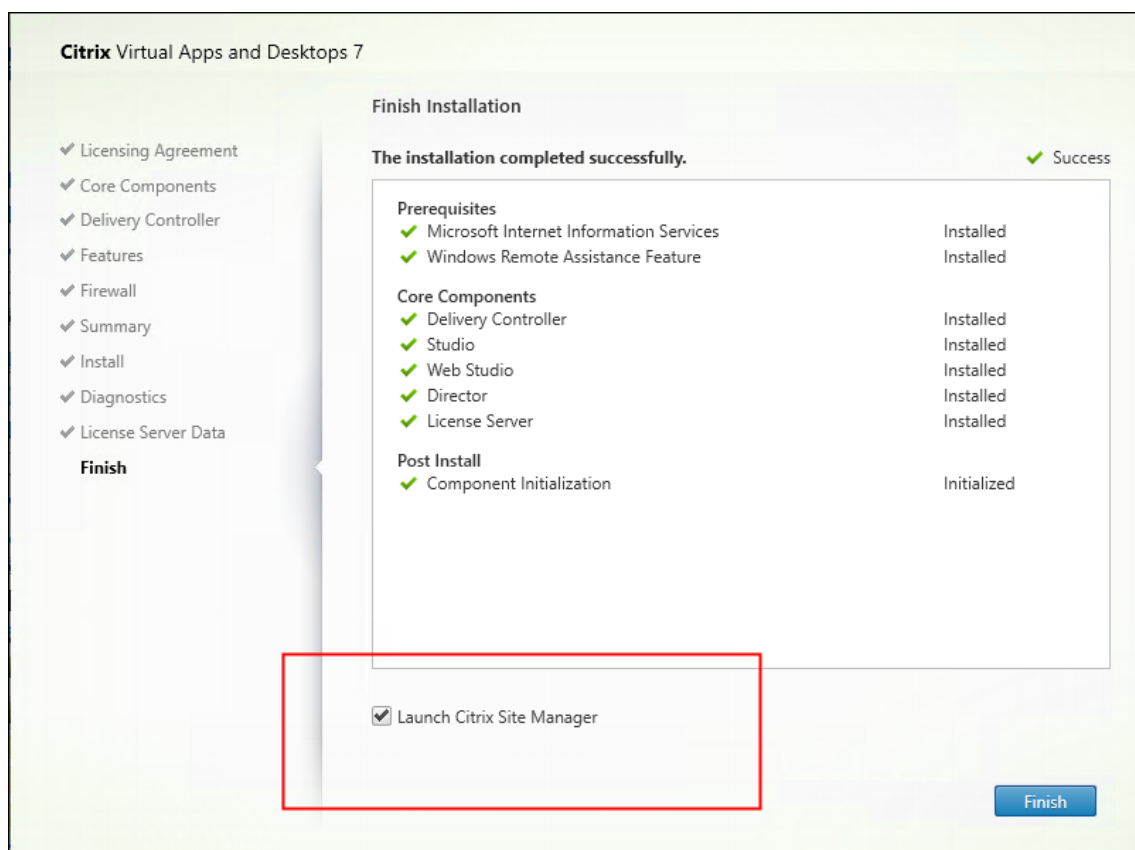 Citrix Virtual Apps and Desktops 7
Licensing Agreement
Core Components
Delivery Controller
Features
Firewall
Summary
Install
Diagnostics
License Server Data
Finish
Finish Installation
The installation completed successfully.
Success
Prerequisites
Microsoft Internet Information Services Installed
Windows Remote Assistance Feature Installed
Core Components
Delivery Controller Installed
Studio Installed
Web Studio Installed
Director Installed
License Server Installed
Post Install
Component Initialization Initialized
Launch Citrix Site Manager
Finish